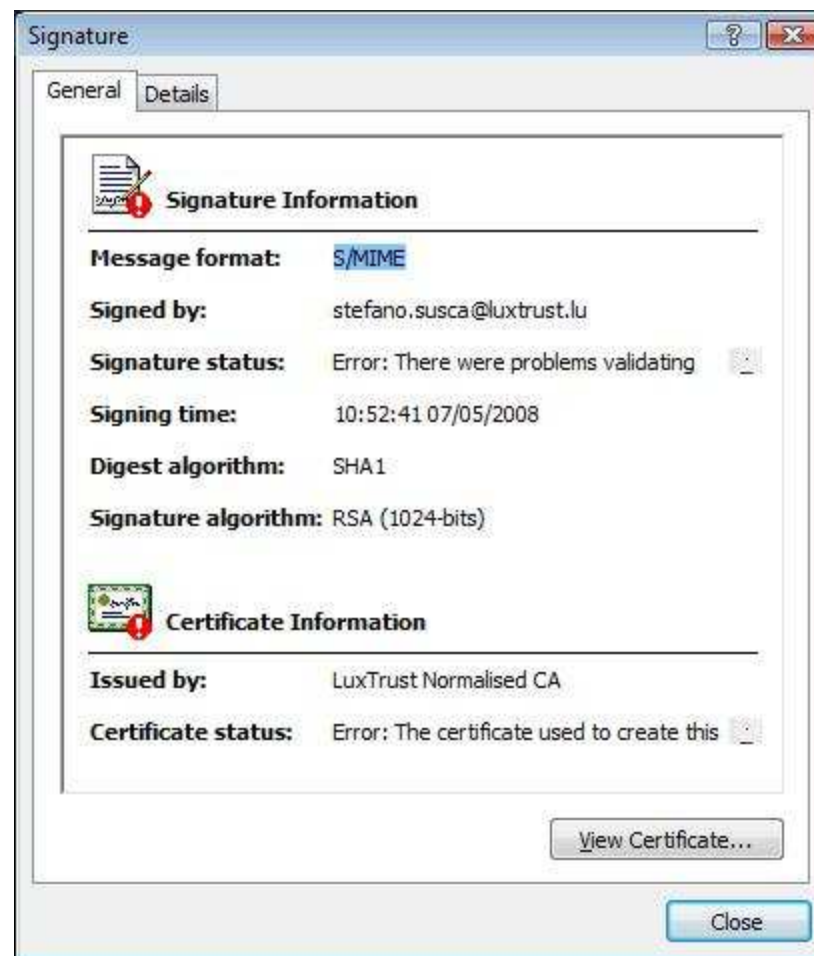 Signature
General Details
Signature Information
Message format: S/MIME
Signed by: stefano.susca@luxtrust.lu
Signature status: Error: There were problems validating
Signing time: 10:52:41 07/05/2008
Digest algorithm: SHA1
Signature algorithm: RSA (1024-bits)
Certificate Information
Issued by: LuxTrust Normalised CA
Certificate status: Error: The certificate used to create this
View Certificate...
Close